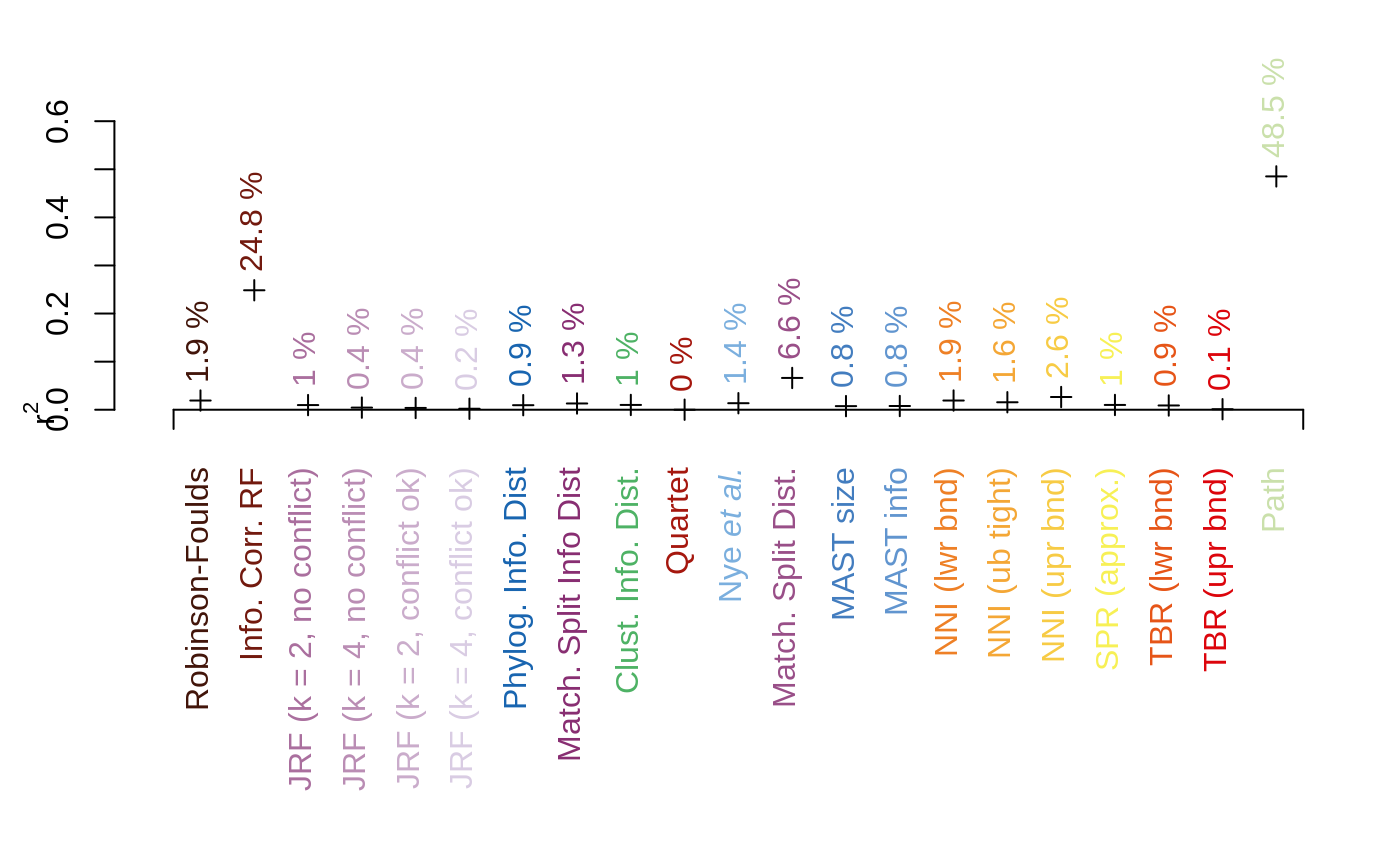 r2
0.0
0.2
0.4
0.6
1.9 %
24.8 %
1 %
0.4 %
0.4 %
0.2 %
0.9 %
1.3 %
1 %
0 %
1.4 %
6.6 %
0.8 %
0.8 %
1.9 %
1.6 %
2.6 %
1 %
0.9 %
0.1 %
48.5 %
Robinson-Foulds
Info. Corr. RF
JRF (k = 2, no conflict)
JRF (k = 4, no conflict)
JRF (k = 2, conflict ok)
JRF (k = 4, conflict ok)
Phylog. Info. Dist
Match. Split Info Dist
Clust. Info. Dist.
Quartet
Nye et al.
Match. Split Dist.
MAST size
MAST info
NNI (lwr bnd)
NNI (ub tight)
NNI (upr bnd)
SPR (approx.)
TBR (lwr bnd)
TBR (upr bnd)
Path